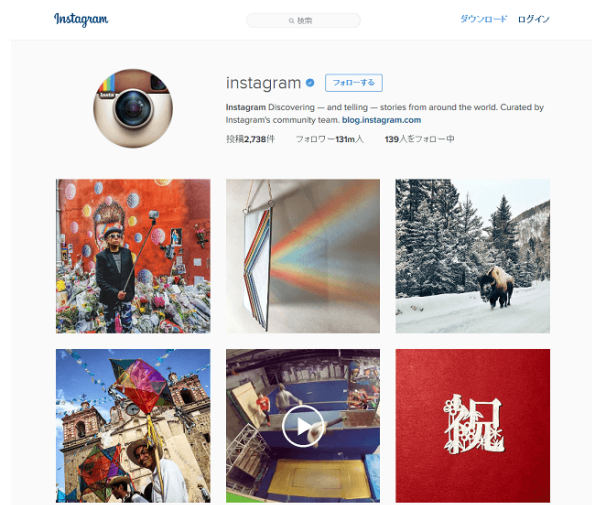 Instagram
検索
ダウンロード ログイン
instagram フォローする
Instagram Discovering — and telling — stories from around the world. Curated by
Instagram's community team. blog.instagram.com
投稿2,738件 フォロワー131m人 139人をフォロー中
祝